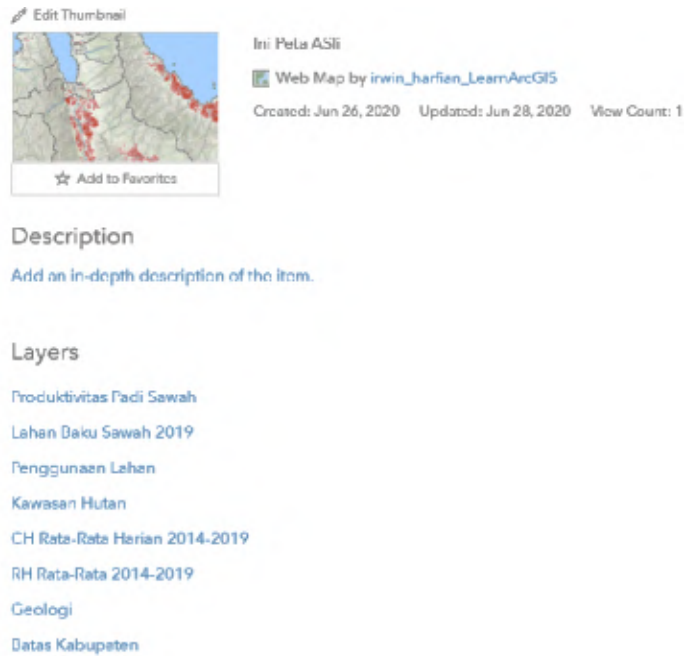 Edit Thumbnail
Ini Peta ASli
Web Map by irwin_harfian_LearnArcGIS
Created: Jun 26, 2020 Updated: Jun 28, 2020 View Count: 1
Add to Favorites
Description
Add an in-depth description of the item.
Layers
Produktivitas Padi Sawah
Lahan Baku Sawah 2019
Penggunaan Lahan
Kawasan Hutan
CH Rata-Rata Harian 2014-2019
RH Rata-Rata 2014-2019
Geologi
Batas Kabupaten